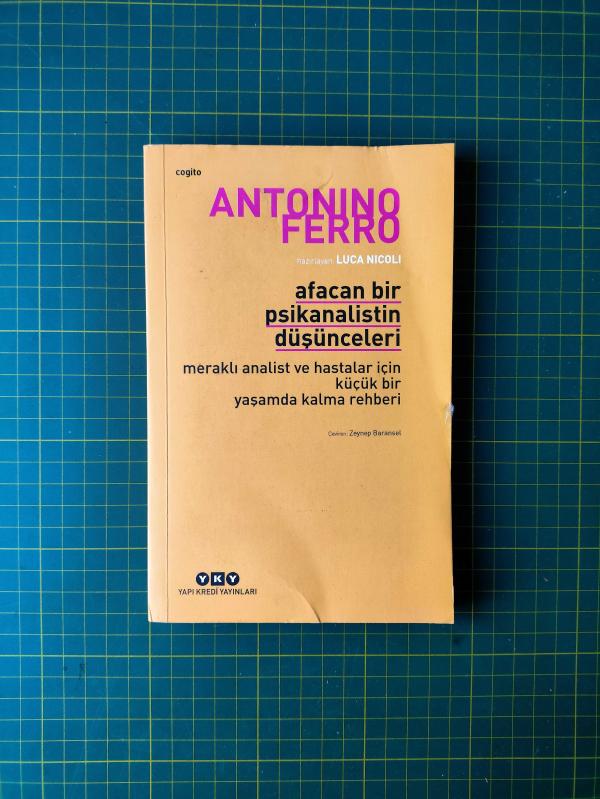 cogito
ANTONINO
FERRO
hazırlayan: LUCA NICOLI
afacan bir
psikanalistin
düşünceleri
meraklı analist ve hastalar için
küçük bir
yaşamda kalma rehberi
Çeviren: Zeynep Baransel
YKY
YAPI KREDİ YAYINLARI